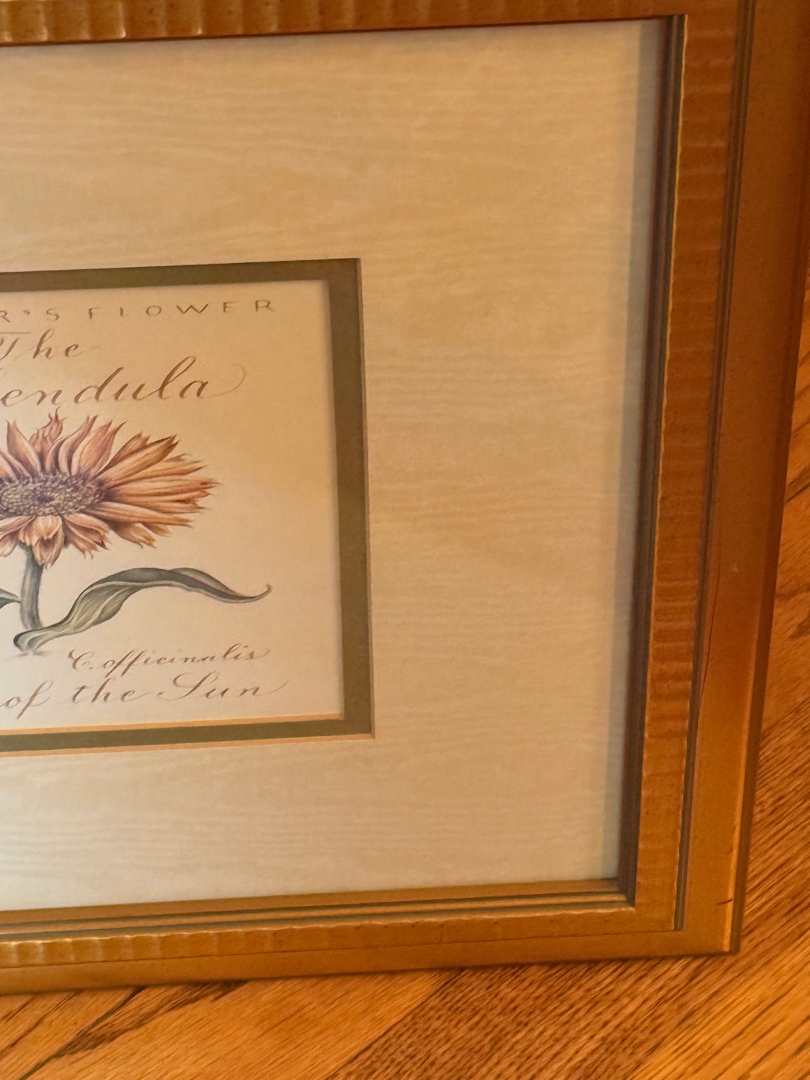 R'S FLOWER
The
endula
C. officinalis
of the Sun